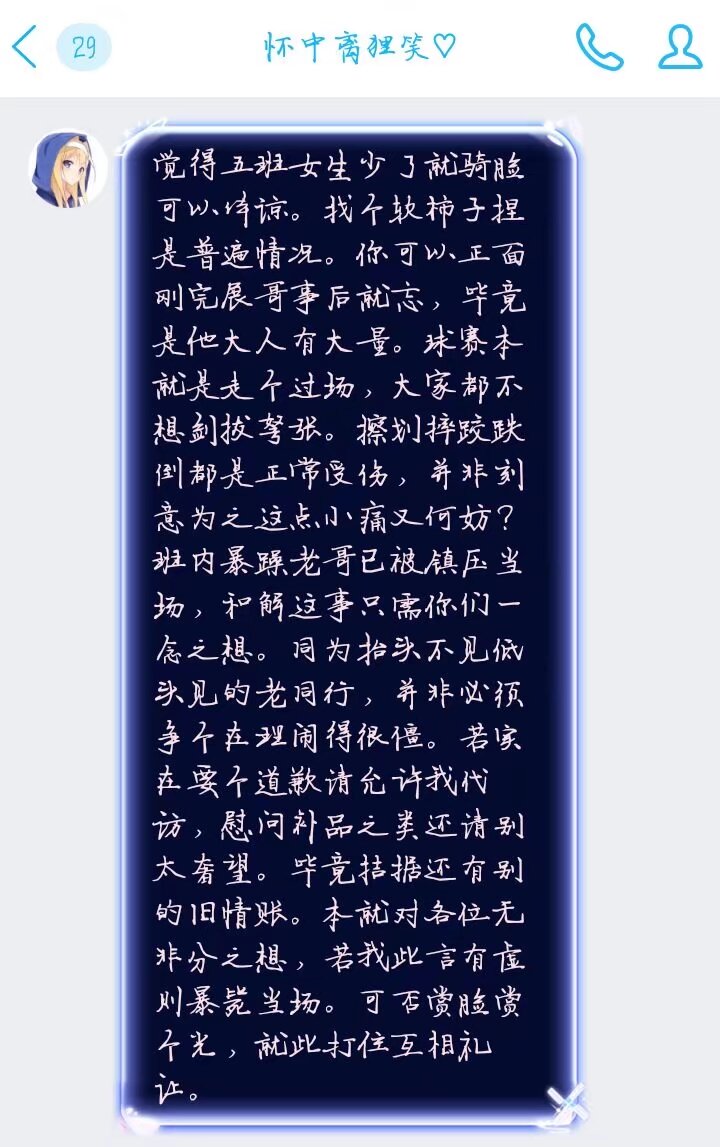 29
怀中离狸笑♡
觉得五班女生少了就骑脸
可以体谅。找个软柿子捏
是普遍情况。你可以正面
刚完展哥事后就忘，毕竟
是他大人有大量。球赛本
就是走个过场，大家都不
想剑拔弩张。擦划摔跤跌
倒都是正常受伤，并非刻
意为之这点小痛又何妨？
班内暴躁老哥已被镇压当
场，和解这事只需你们一
念之想。同为抬头不见低
头见的老同行，并非必须
争个在理闹得很僵。若实
在要个道歉请允许我代
访，慰问补品之类还请别
太奢望。毕竟拮据还有别
的旧情账。本就对各位无
非分之想，若我此言有虚
则暴毙当场。可否赏脸赏
个光，就此打住互相礼
让。